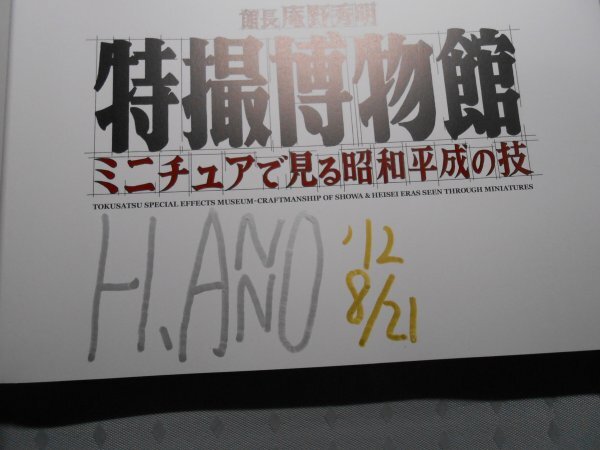 館長庵野秀明
特撮博物館
ミニチュアで見る昭和平成の技
TOKUSATSU SPECIAL EFFECTS MUSEUM-CRAFTMANSHIP OF SHOWA & HEISEI ERAS SEEN THROUGH MINIATURES
H.ANNO
'12
8/21